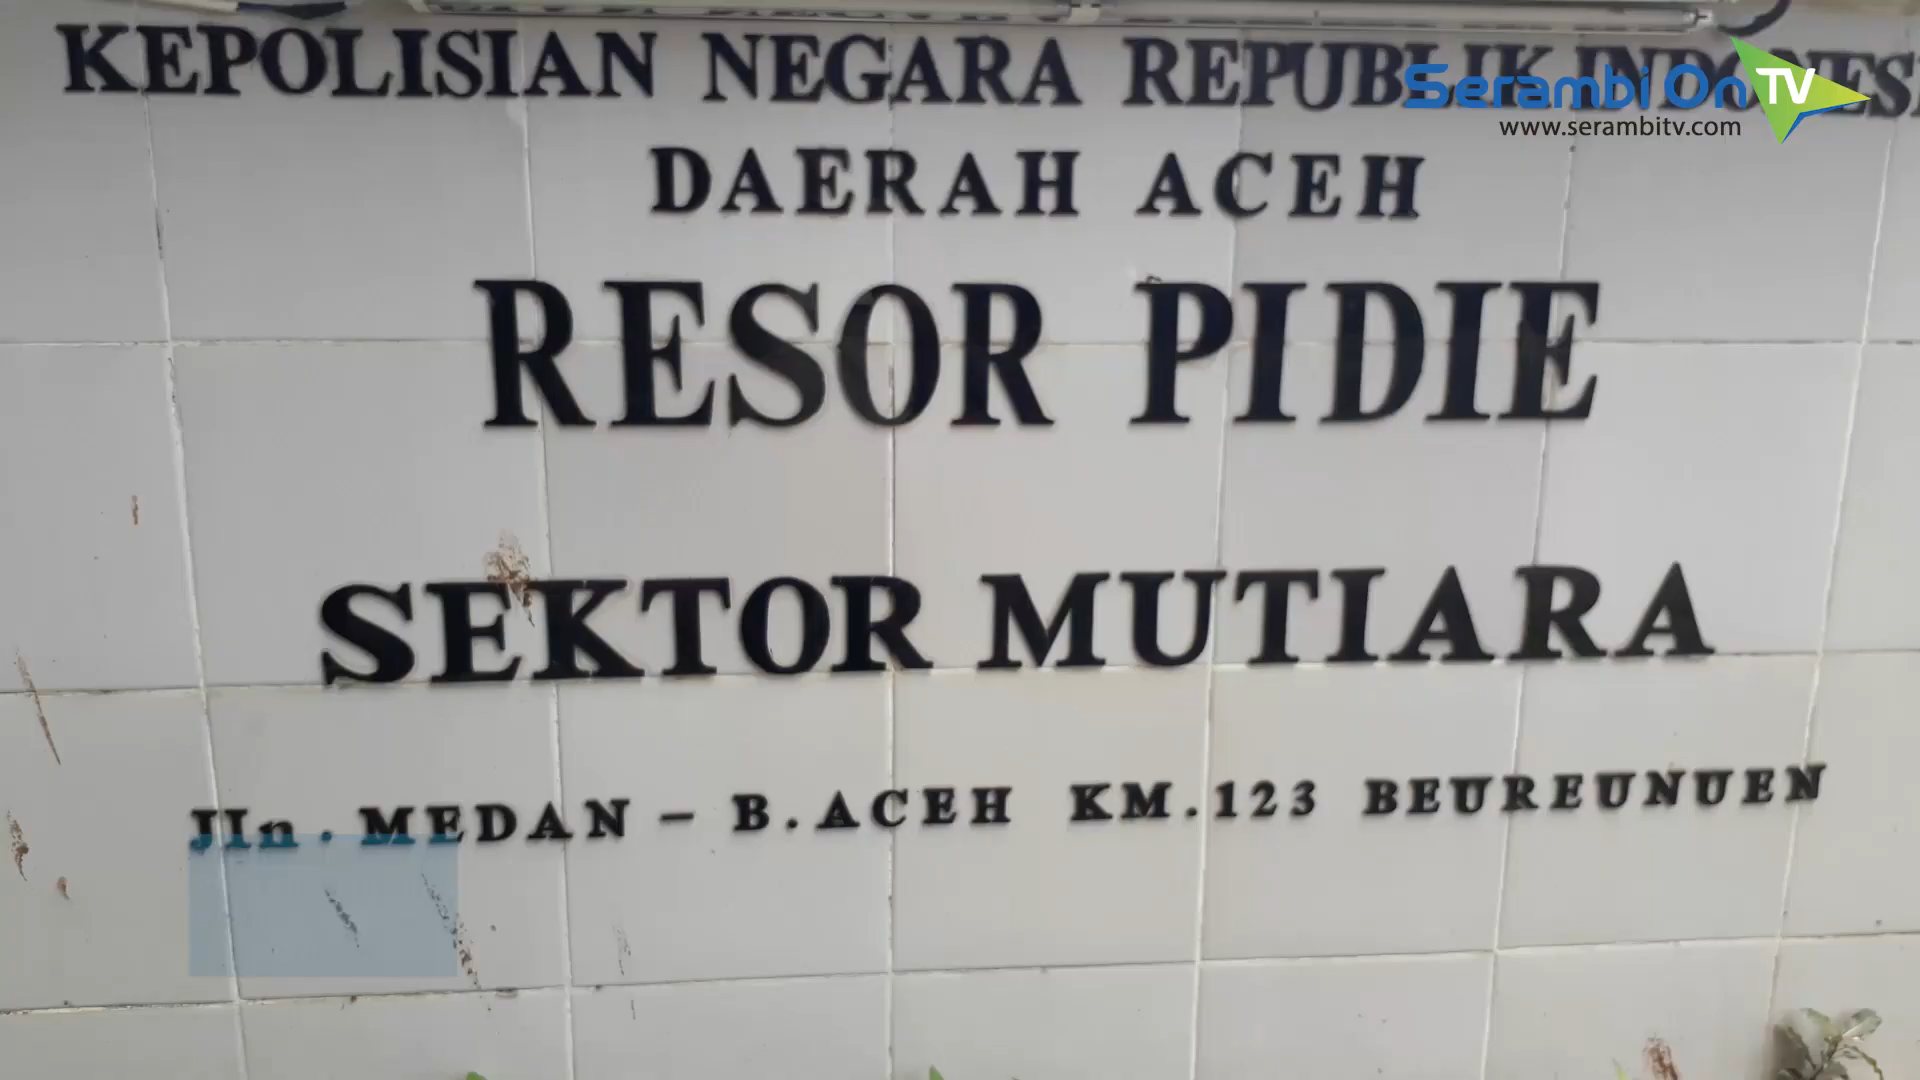 KEPOLISIAN NEGARA REPUBLIK INDONES
Serambi On TV
www.serambitv.com
DAERAH ACEH
RESOR PIDIE
SEKTOR MUTIARA
Jln. MEDAN - B. ACEH KM. 123 BEUREUNUEN